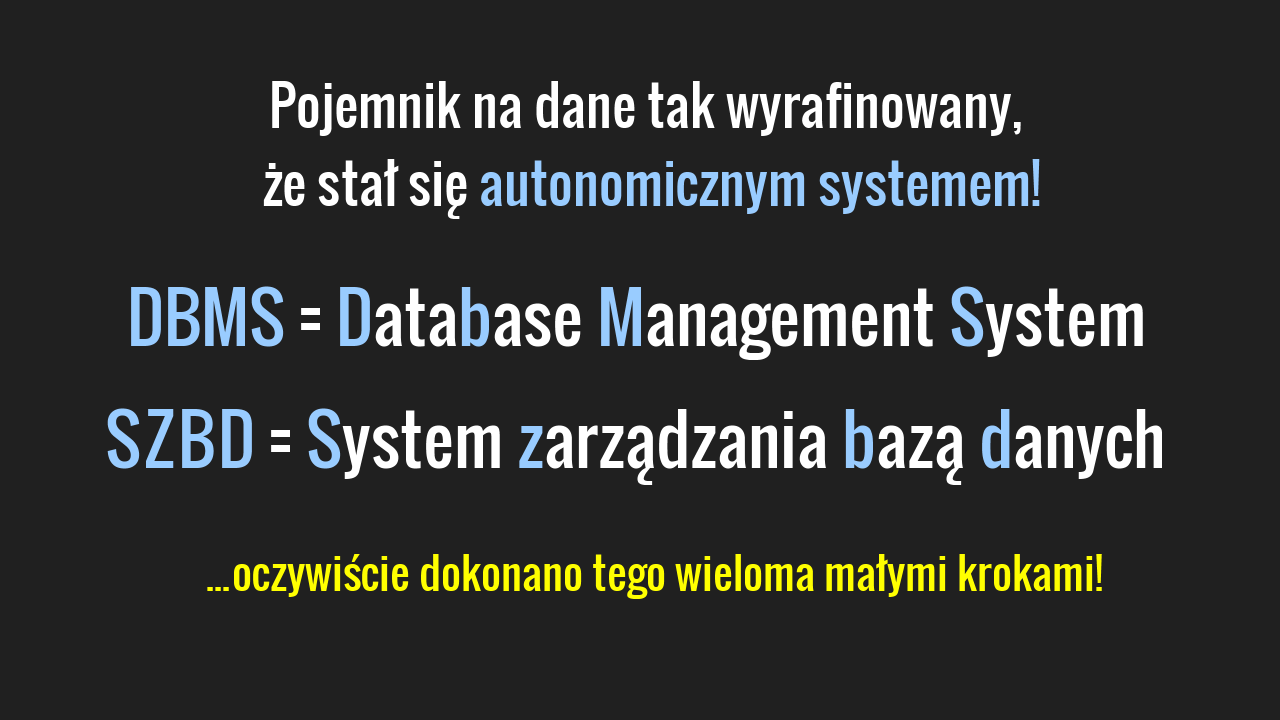 Pojemnik na dane tak wyrafinowany,
że stał się autonomicznym systemem!
DBMS = Database Management System
SZBD = System zarządzania bazą danych
...oczywiście dokonano tego wieloma małymi krokami!